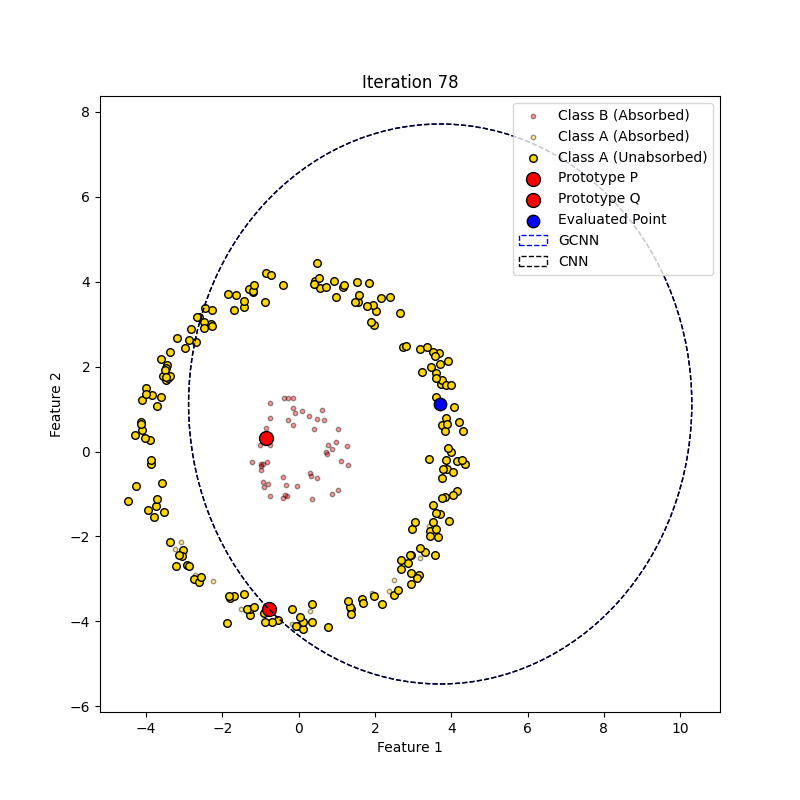 Iteration 78
Class B (Absorbed)
Class A (Absorbed)
Class A (Unabsorbed)
Prototype P
Prototype Q
Evaluated Point
GCNN
CNN
8
6
4
2
0
−2
−4
−6
Feature 2
−4 −2 0 2 4 6 8 10
Feature 1